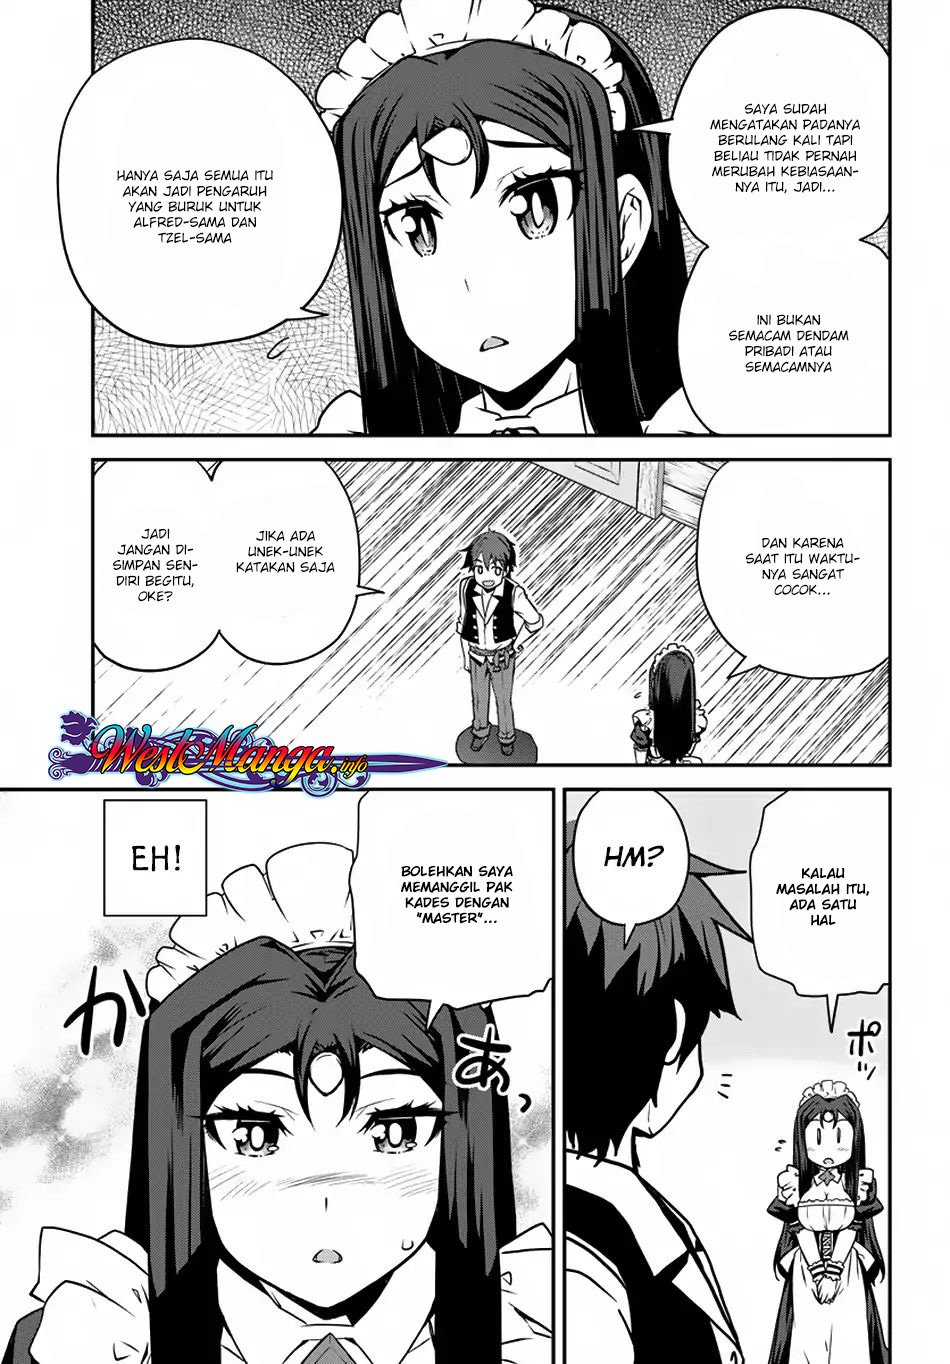 SAYA SUDAH
MENGATAKAN PADANYA
BERULANG KALI TAPI
BELIAU TIDAK PERNAH
MERUBAH KEBIASAAN-
NYA ITU, JADI...
INI BUKAN
SEMACAM DENDAM
PRIBADI ATAU
SEMACAMNYA
HANYA SAJA SEMUA ITU
AKAN JADI PENGARUH
YANG BURUK UNTUK
ALFRED-SAMA DAN
TZEL-SAMA
DAN KARENA
SAAT ITU WAKTU-
NYA SANGAT
COCOK...
JIKA ADA
UNEK-UNEK
KATAKAN SAJA
JADI
JANGAN DI-
SIMPAN SEN-
DIRI BEGITU,
OKE?
WestManga.info
KALAU
MASALAH ITU,
ADA SATU
HAL
HM?
ポッ
BOLEHKAN SAYA
MEMANGGIL PAK
KADES DENGAN
"MASTER"...
EH!
かあっ